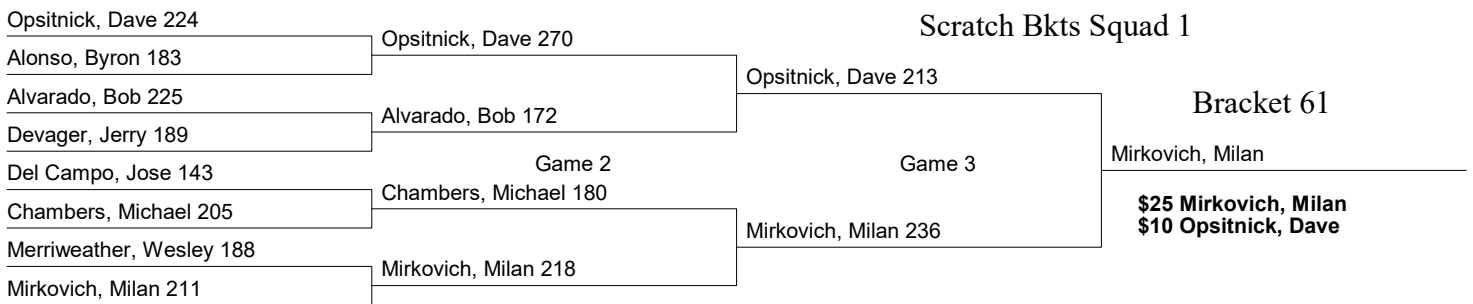 Scratch Bkts Squad 1
Bracket 61
Opsitnick, Dave 224
Alonso, Byron 183
Alvarado, Bob 225
Devager, Jerry 189
Del Campo, Jose 143
Chambers, Michael 205
Merriweather, Wesley 188
Mirkovich, Milan 211
Opsitnick, Dave 270
Alvarado, Bob 172
Game 2
Chambers, Michael 180
Mirkovich, Milan 218
Opsitnick, Dave 213
Game 3
Mirkovich, Milan 236
Mirkovich, Milan
$25 Mirkovich, Milan
$10 Opsitnick, Dave